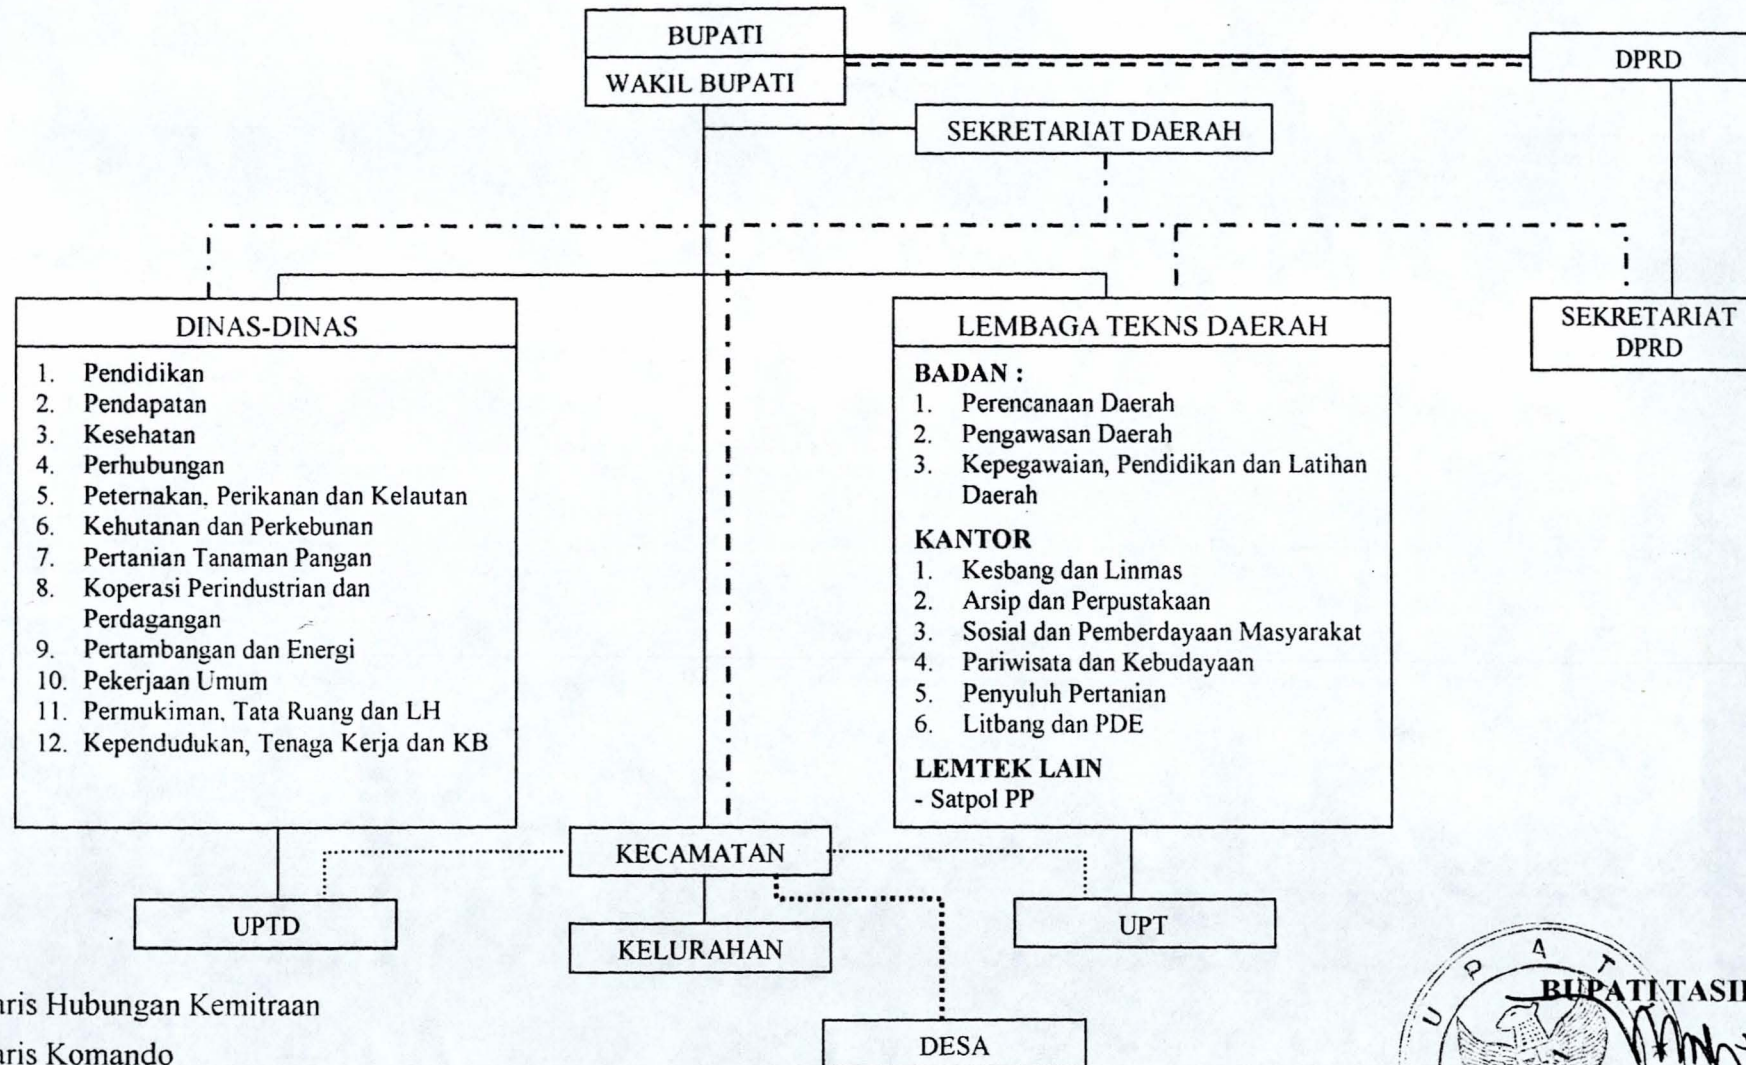 BUPATI
WAKIL BUPATI
DPRD
SEKRETARIAT DAERAH
DINAS-DINAS
1. Pendidikan
2. Pendapatan
3. Kesehatan
4. Perhubungan
5. Peternakan, Perikanan dan Kelautan
6. Kehutanan dan Perkebunan
7. Pertanian Tanaman Pangan
8. Koperasi Perindustrian dan
Perdagangan
9. Pertambangan dan Energi
10. Pekerjaan Umum
11. Permukiman, Tata Ruang dan LH
12. Kependudukan, Tenaga Kerja dan KB
LEMBAGA TEKNS DAERAH
BADAN :
1. Perencanaan Daerah
2. Pengawasan Daerah
3. Kepegawaian, Pendidikan dan Latihan
Daerah
KANTOR
1. Kesbang dan Linmas
2. Arsip dan Perpustakaan
3. Sosial dan Pemberdayaan Masyarakat
4. Pariwisata dan Kebudayaan
5. Penyuluh Pertanian
6. Litbang dan PDE
LEMTEK LAIN
- Satpol PP
SEKRETARIAT
DPRD
KECAMATAN
UPTD
KELURAHAN
UPT
DESA
aris Hubungan Kemitraan
aris Komando
UPAT
BUPATI TASI